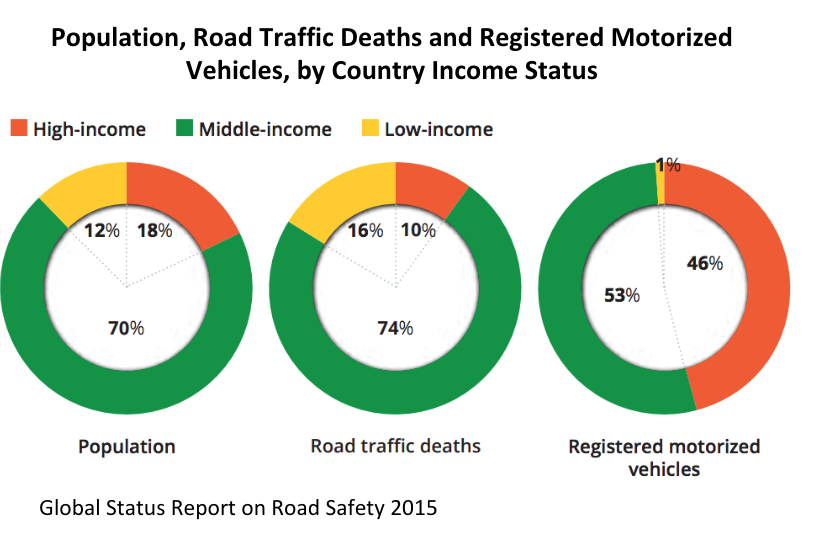 Population, Road Traffic Deaths and Registered Motorized
Vehicles, by Country Income Status
High-income Middle-income Low-income
12% 18%
70%
Population
16% 10%
74%
Road traffic deaths
1%
46%
53%
Registered motorized
vehicles
Global Status Report on Road Safety 2015